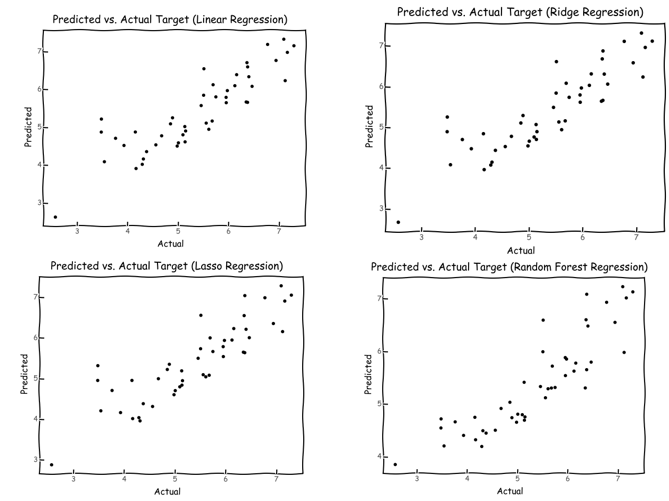 Predicted vs. Actual Target (Linear Regression)
7
6
5
4
3
Predicted
3 4 5 6 7
Actual
Predicted vs. Actual Target (Ridge Regression)
7
6
5
4
3
Predicted
3 4 5 6 7
Actual
Predicted vs. Actual Target (Lasso Regression)
7
6
5
4
3
Predicted
3 4 5 6 7
Actual
Predicted vs. Actual Target (Random Forest Regression)
7
6
5
4
Predicted
3 4 5 6 7
Actual